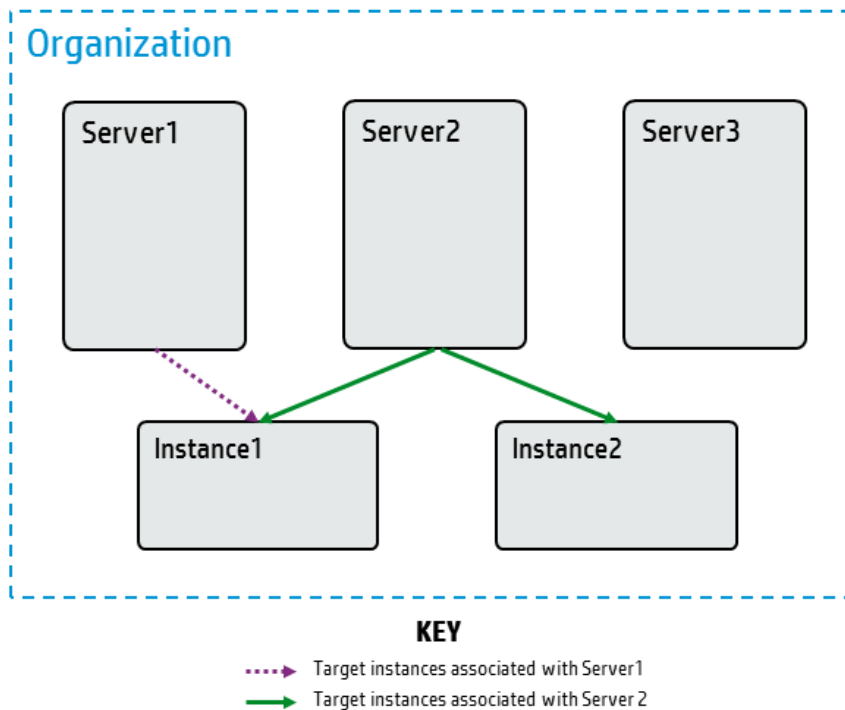 Organization
Server1
Server2
Server3
Instance1
Instance2
KEY
Target instances associated with Server1
Target instances associated with Server 2